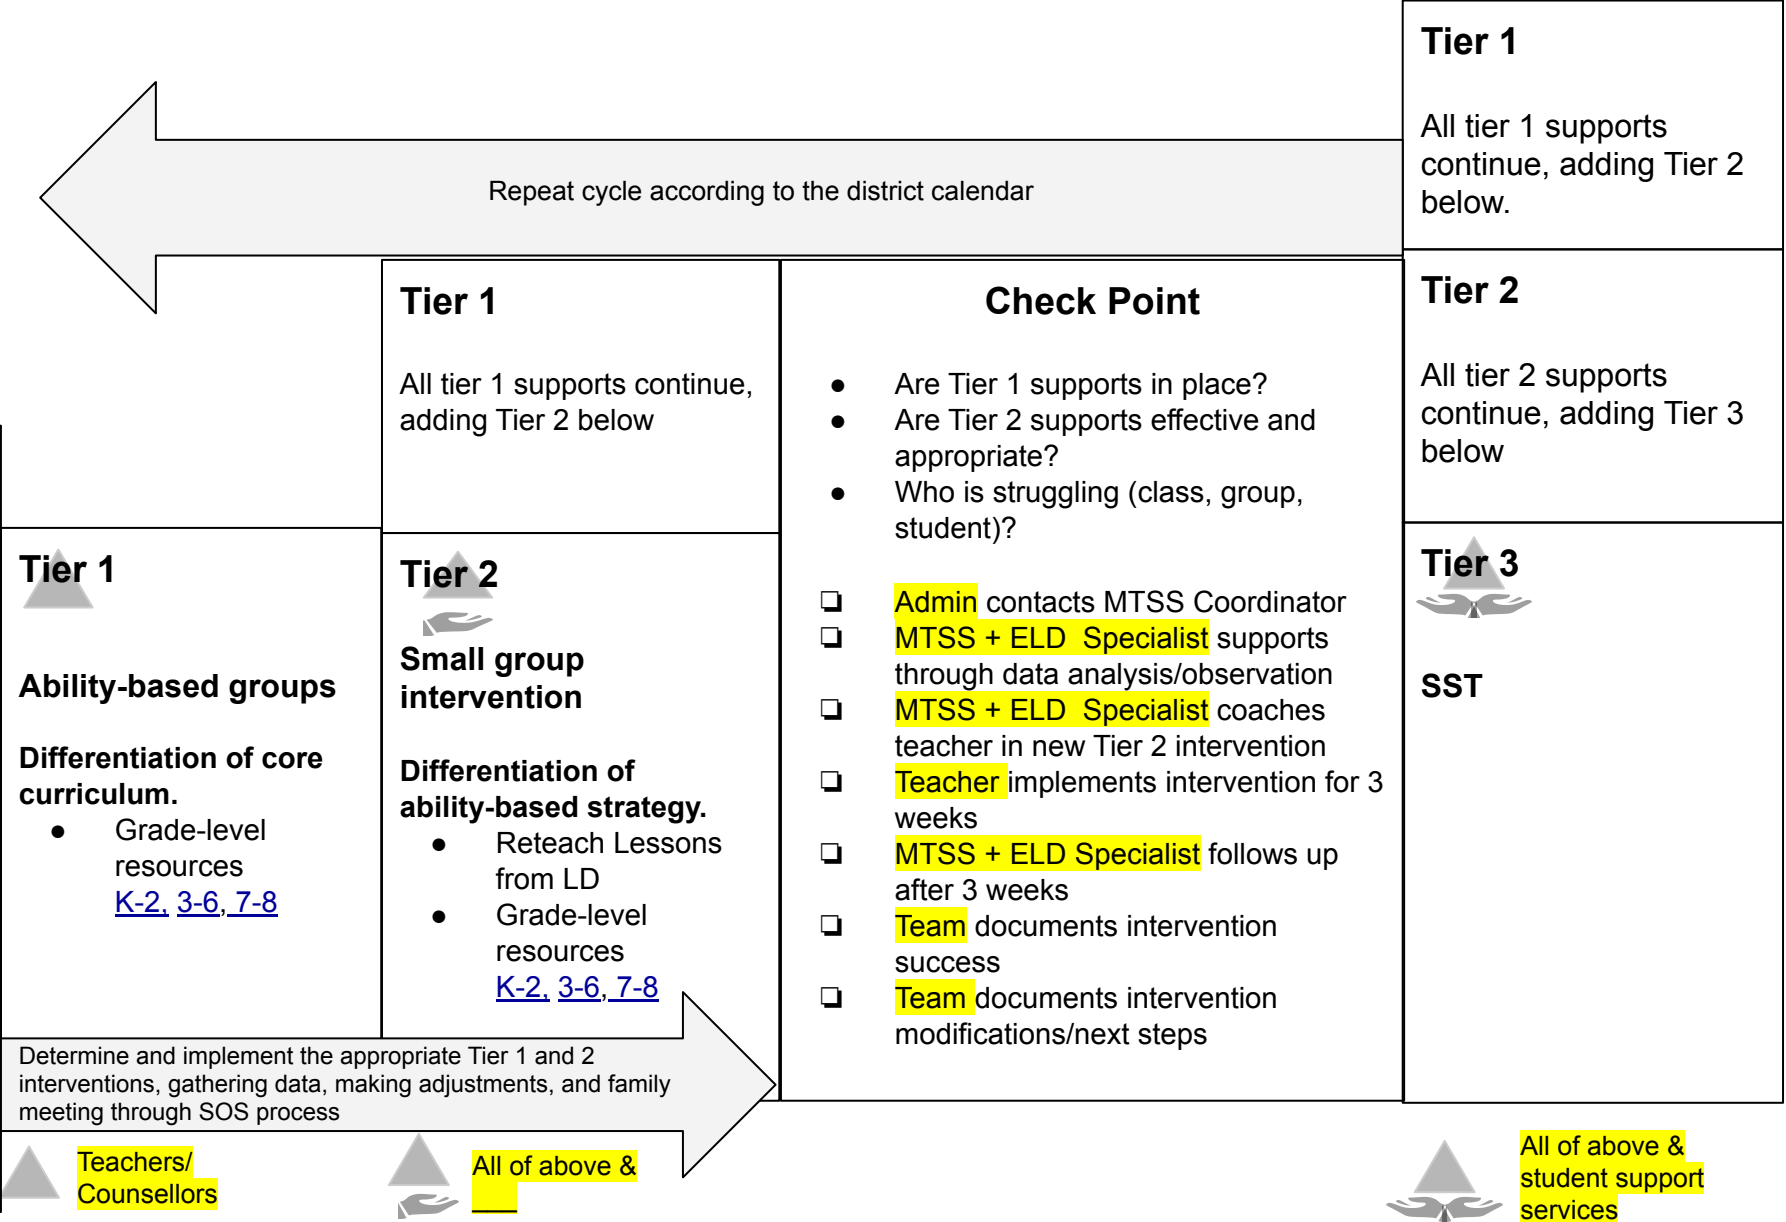 Repeat cycle according to the district calendar
Tier 1
All tier 1 supports
continue, adding Tier 2
below.
Tier 2
All tier 2 supports
continue, adding Tier 3
below
Tier 3
SST
Tier 1
All tier 1 supports continue,
adding Tier 2 below
Tier 2
Small group
intervention
Differentiation of
ability-based strategy.
● Reteach Lessons
from LD
● Grade-level
resources
K-2, 3-6, 7-8
Check Point
● Are Tier 1 supports in place?
● Are Tier 2 supports effective and
appropriate?
● Who is struggling (class, group,
student)?
❏ Admin contacts MTSS Coordinator
❏ MTSS + ELD  Specialist supports
through data analysis/observation
❏ MTSS + ELD  Specialist coaches
teacher in new Tier 2 intervention
❏ Teacher implements intervention for 3
weeks
❏ MTSS + ELD Specialist follows up
after 3 weeks
❏ Team documents intervention
success
❏ Team documents intervention
modifications/next steps
Tier 1
Ability-based groups
Differentiation of core
curriculum.
● Grade-level
resources
K-2, 3-6, 7-8
Determine and implement the appropriate Tier 1 and 2
interventions, gathering data, making adjustments, and family
meeting through SOS process
Teachers/
Counsellors
All of above &
___
All of above &
student support
services